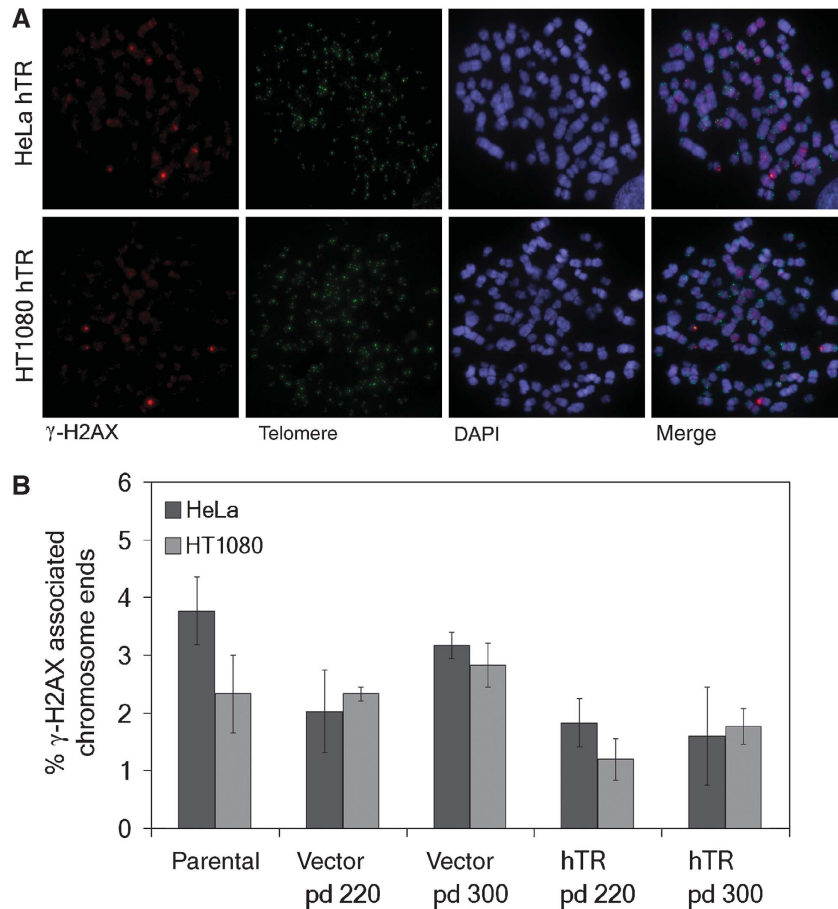 A
HeLa hTR
HT1080 hTR
γ-H2AX
Telomere
DAPI
Merge
B
% γ-H2AX associated
chromosome ends
6
5
4
3
2
1
0
HeLa
HT1080
Parental
Vector
pd 220
Vector
pd 300
hTR
pd 220
hTR
pd 300